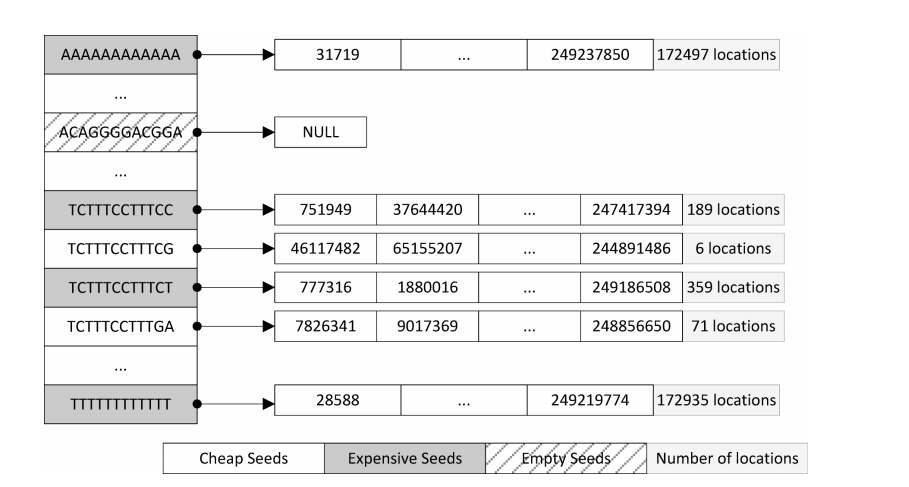 AAAAAAAAAAAA 31719 ... 249237850 172497 locations
...
ACAGGGGACGGA NULL
...
TCTTTCCTTTCC 751949 37644420 ... 247417394 189 locations
TCTTTCCTTTCG 46117482 65155207 ... 244891486 6 locations
TCTTTCCTTTCT 777316 1880016 ... 249186508 359 locations
TCTTTCCTTTGA 7826341 9017369 ... 248856650 71 locations
...
TTTTTTTTTTTT 28588 ... 249219774 172935 locations
Cheap Seeds Expensive Seeds Empty Seeds Number of locations